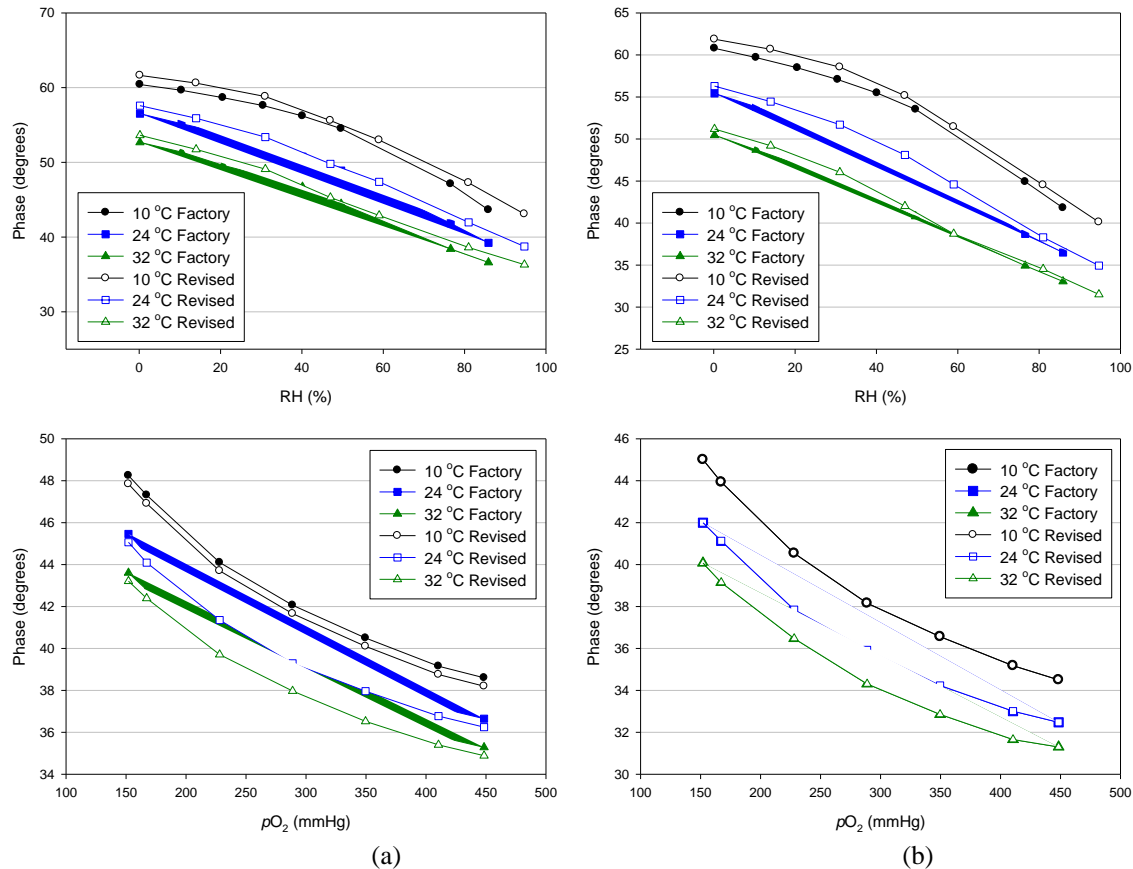 70
60
50
40
30
Phase (degrees)
10 °C Factory
24 °C Factory
32 °C Factory
10 °C Revised
24 °C Revised
32 °C Revised
0 20 40 60 80 100
RH (%)
65
60
55
50
45
40
35
30
25
Phase (degrees)
10 °C Factory
24 °C Factory
32 °C Factory
10 °C Revised
24 °C Revised
32 °C Revised
0 20 40 60 80 100
RH (%)
50
48
46
44
42
40
38
36
34
Phase (degrees)
10 °C Factory
24 °C Factory
32 °C Factory
10 °C Revised
24 °C Revised
32 °C Revised
100 150 200 250 300 350 400 450 500
pO₂ (mmHg)
(a)
46
44
42
40
38
36
34
32
30
Phase (degrees)
10 °C Factory
24 °C Factory
32 °C Factory
10 °C Revised
24 °C Revised
32 °C Revised
100 150 200 250 300 350 400 450 500
pO₂ (mmHg)
(b)